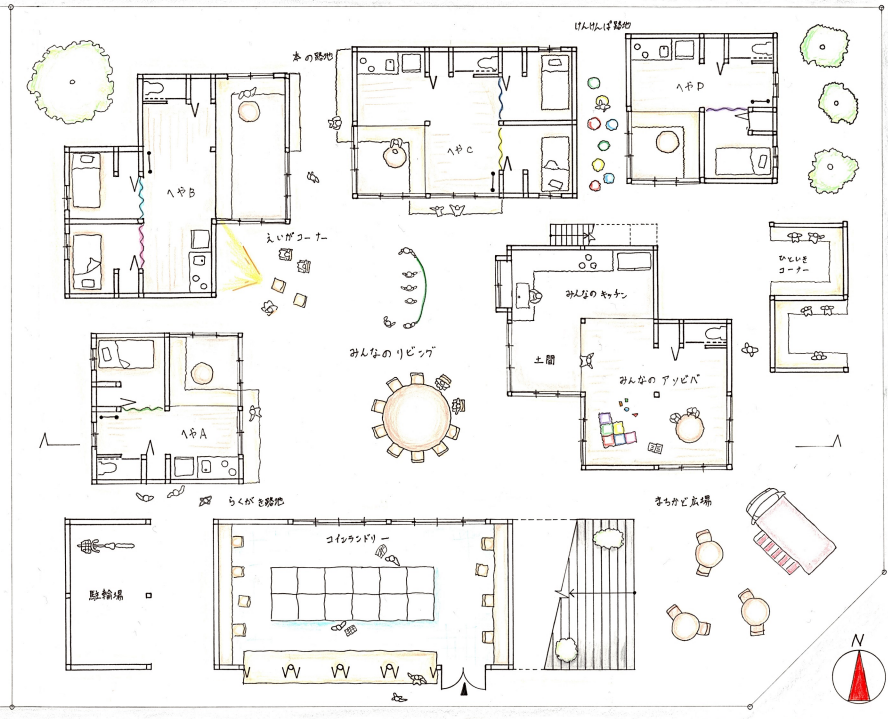 けんけんぱ路地
本の路地
へやD
へやC
へやB
えいがコーナー
ひといき
コーナー
みんなのキッチン
土間
みんなのリビング
みんなのアソビバ
へやA
らくがき路地
まちかど広場
コインランドリー
駐輪場
N